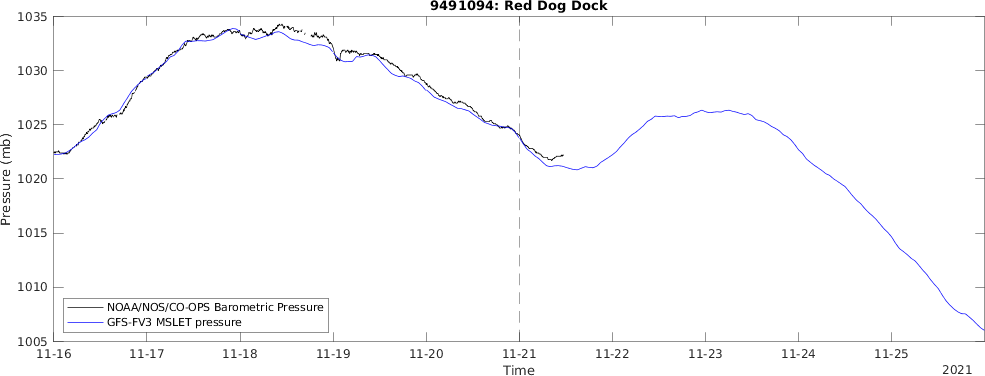 9491094: Red Dog Dock
Pressure (mb)
1035
1030
1025
1020
1015
1010
1005
NOAA/NOS/CO-OPS Barometric Pressure
GFS-FV3 MSLET pressure
11-16 11-17 11-18 11-19 11-20 11-21 11-22 11-23 11-24 11-25
Time
2021